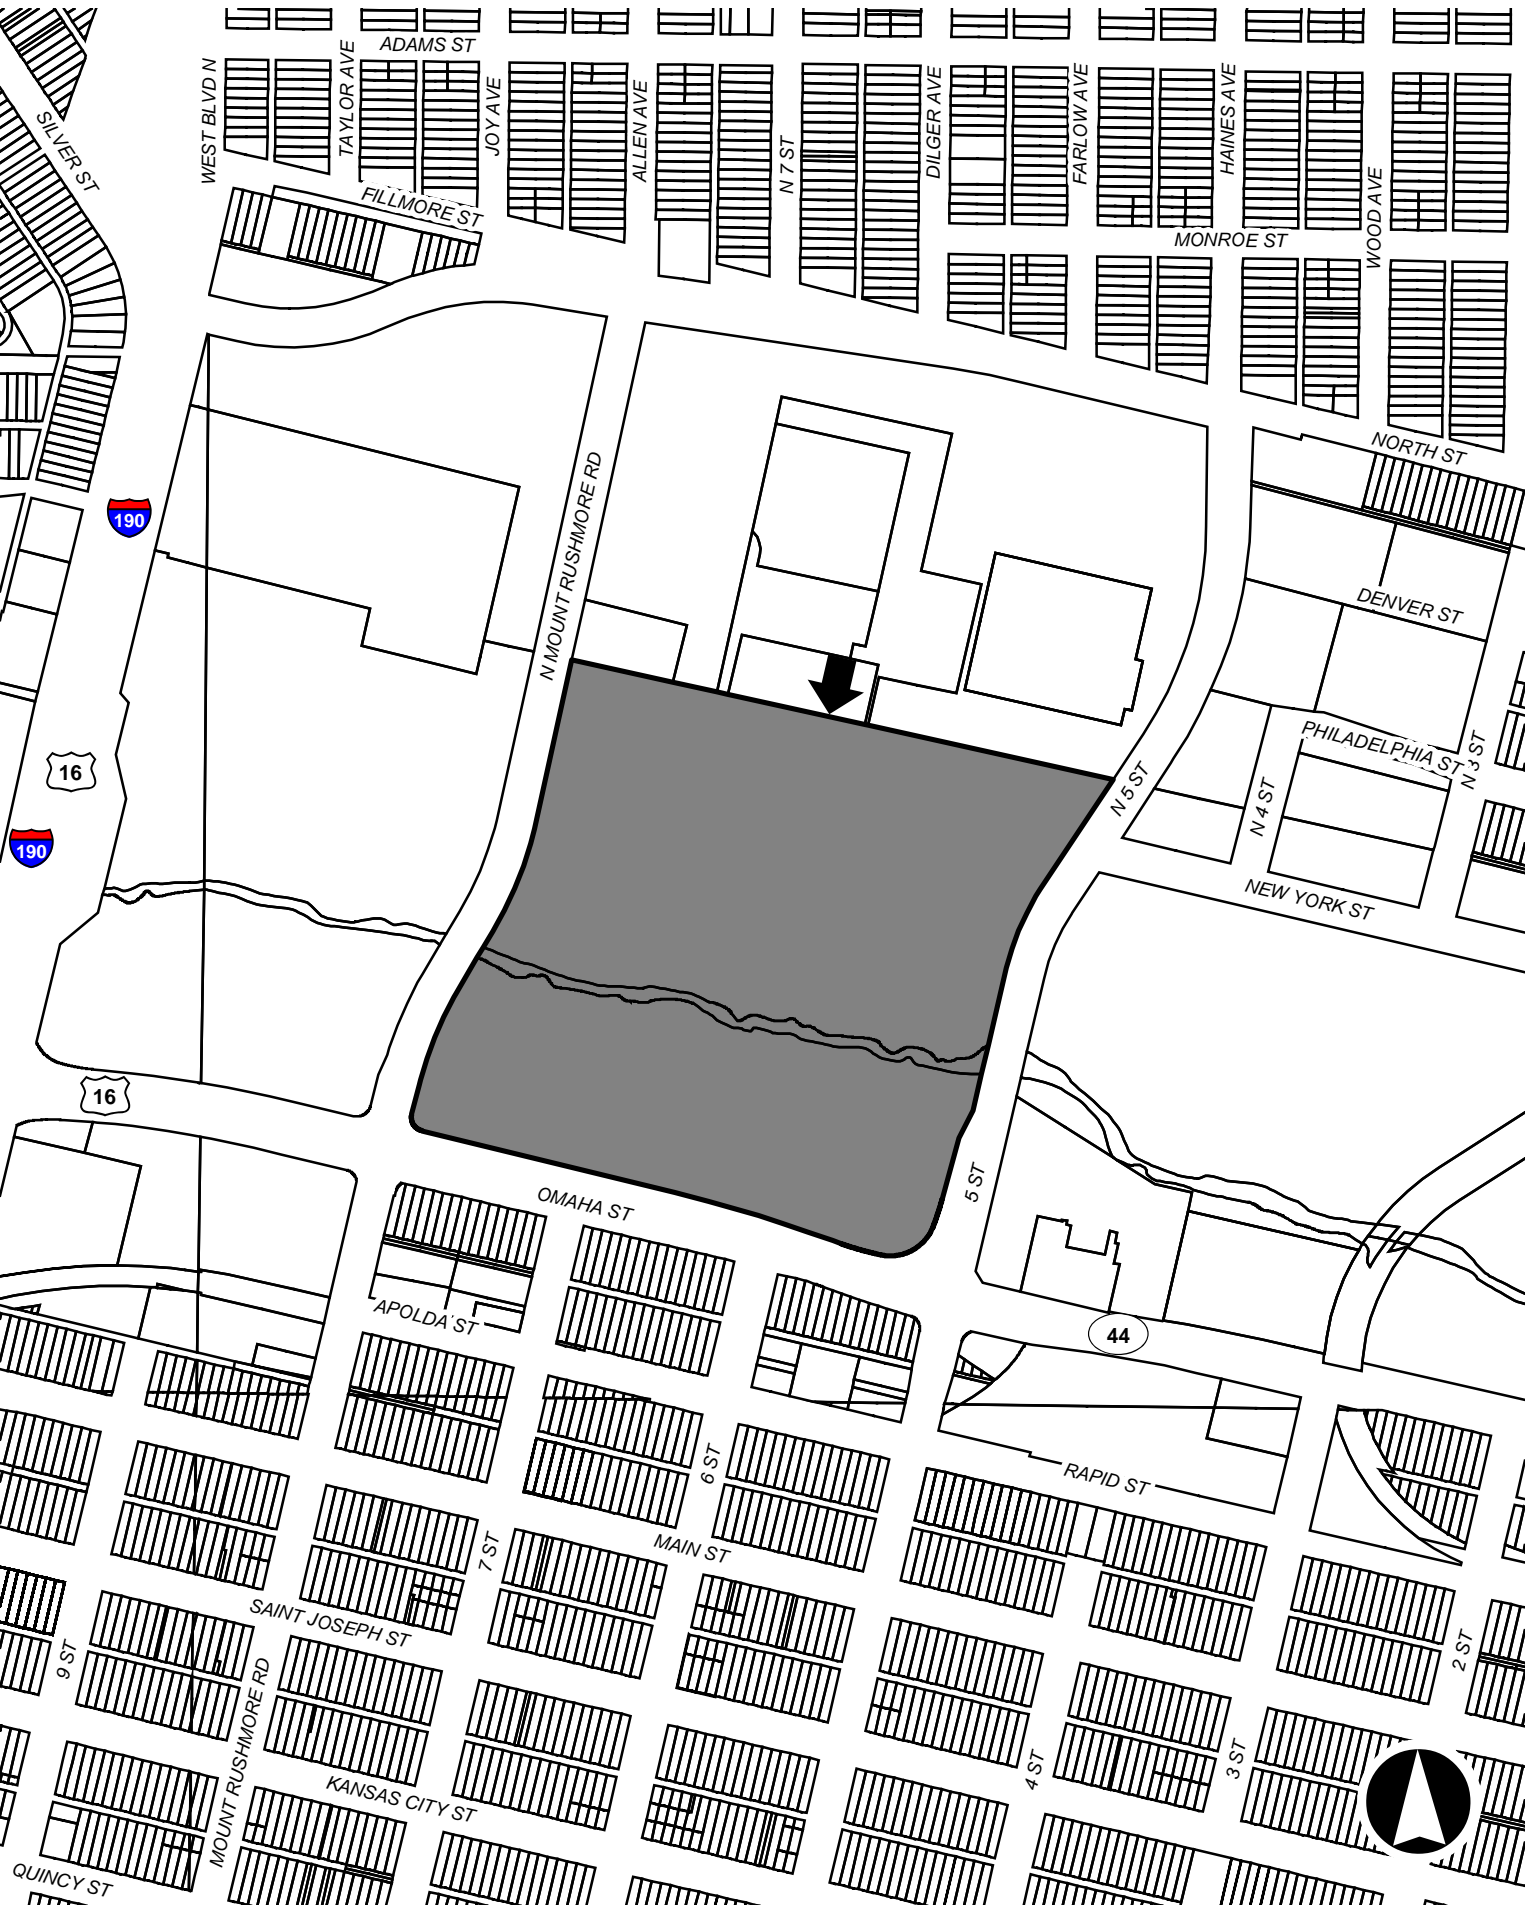 ADAMS ST
WEST BLVD N
TAYLOR AVE
JOY AVE
ALLEN AVE
N 7 ST
DILGER AVE
FARLOW AVE
HAINES AVE
WOOD AVE
SILVER ST
FILLMORE ST
MONROE ST
NORTH ST
190
N MOUNT RUSHMORE RD
DENVER ST
PHILADELPHIA ST
N 3 ST
16
N 5 ST
N 4 ST
190
NEW YORK ST
16
5 ST
OMAHA ST
APOLDA ST
44
6 ST
RAPID ST
7 ST
MAIN ST
SAINT JOSEPH ST
9 ST
2 ST
MOUNT RUSHMORE RD
4 ST
3 ST
KANSAS CITY ST
QUINCY ST